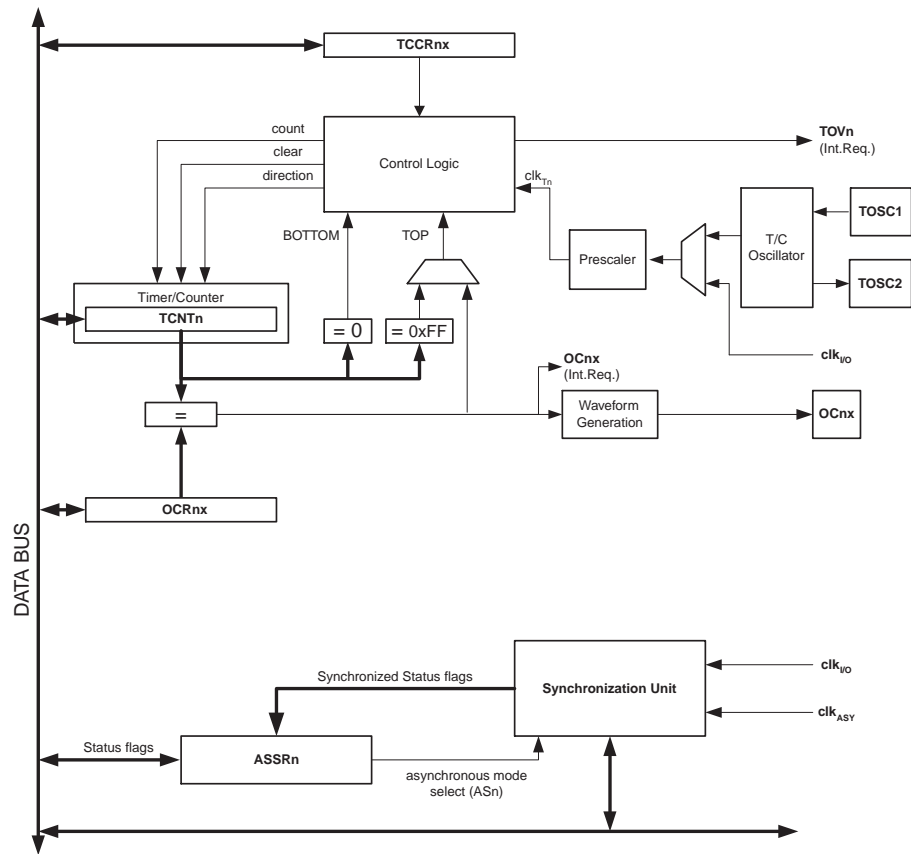 TCCRnx
count
clear
direction
Control Logic
TOVn
(Int.Req.)
clkTn
BOTTOM
TOP
TOSC1
T/C
Oscillator
TOSC2
Prescaler
Timer/Counter
TCNTn
= 0
= 0xFF
clkI/O
OCnx
(Int.Req.)
=
Waveform
Generation
OCnx
OCRnx
DATA BUS
Synchronized Status flags
Synchronization Unit
clkI/O
clkASY
Status flags
ASSRn
asynchronous mode
select (ASn)